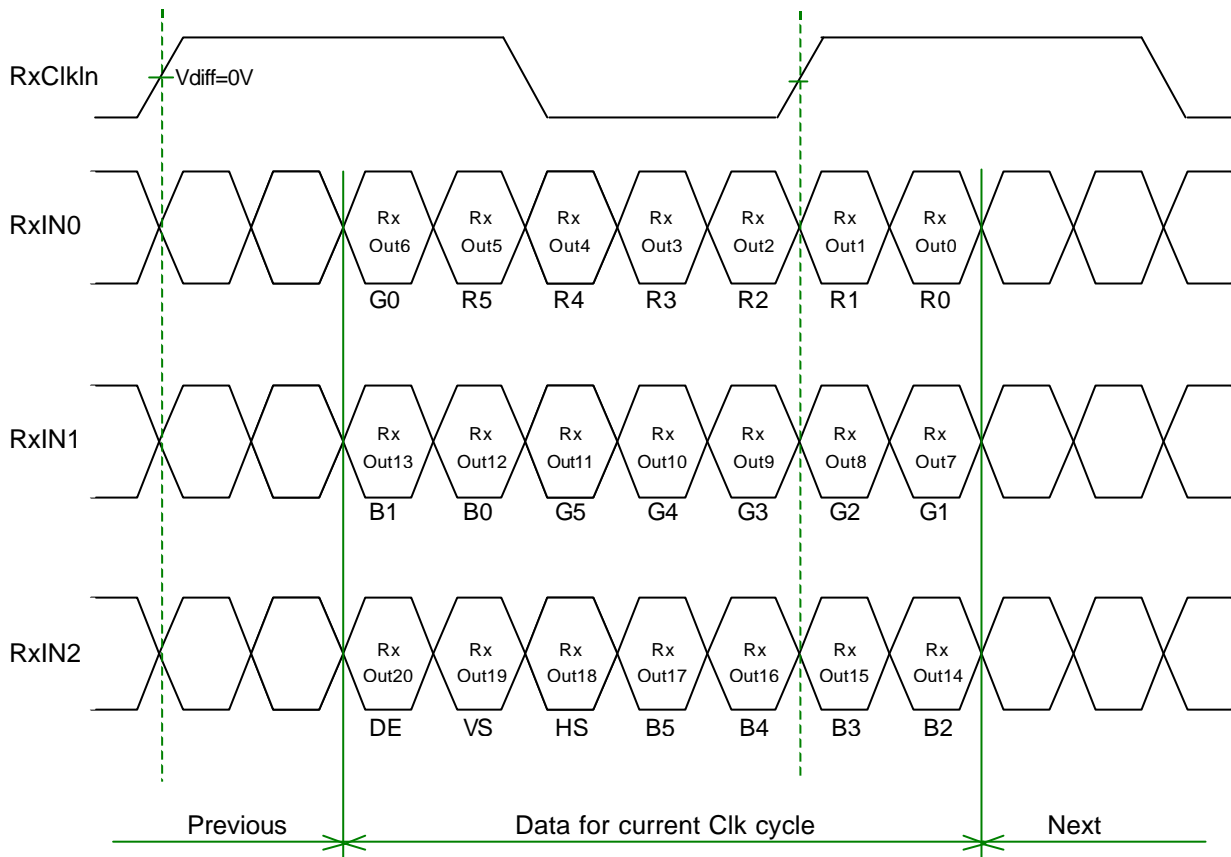 RxClkIn
Vdiff=0V
RxIN0
Rx Rx Rx Rx Rx Rx Rx
Out6 Out5 Out4 Out3 Out2 Out1 Out0
G0 R5 R4 R3 R2 R1 R0
RxIN1
Rx Rx Rx Rx Rx Rx Rx
Out13 Out12 Out11 Out10 Out9 Out8 Out7
B1 B0 G5 G4 G3 G2 G1
RxIN2
Rx Rx Rx Rx Rx Rx Rx
Out20 Out19 Out18 Out17 Out16 Out15 Out14
DE VS HS B5 B4 B3 B2
Previous Data for current Clk cycle Next